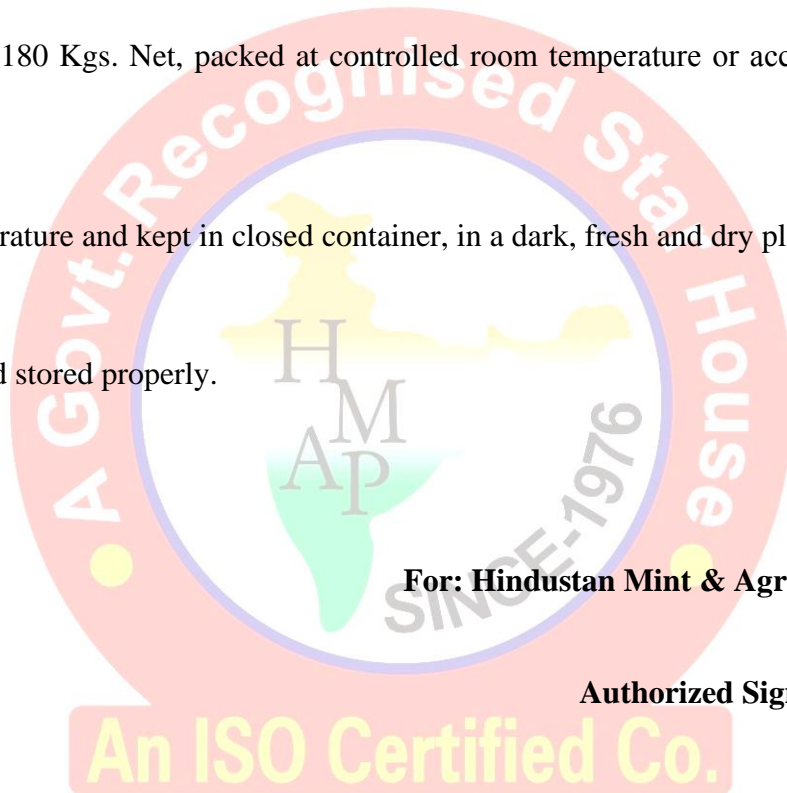 180 Kgs. Net, packed at controlled room temperature or acc
rature and kept in closed container, in a dark, fresh and dry pl
d stored properly.
For: Hindustan Mint & Agr
Authorized Sign
A Govt. Recognised Star House
H
M
AP
SINCE-1976
An ISO Certified Co.